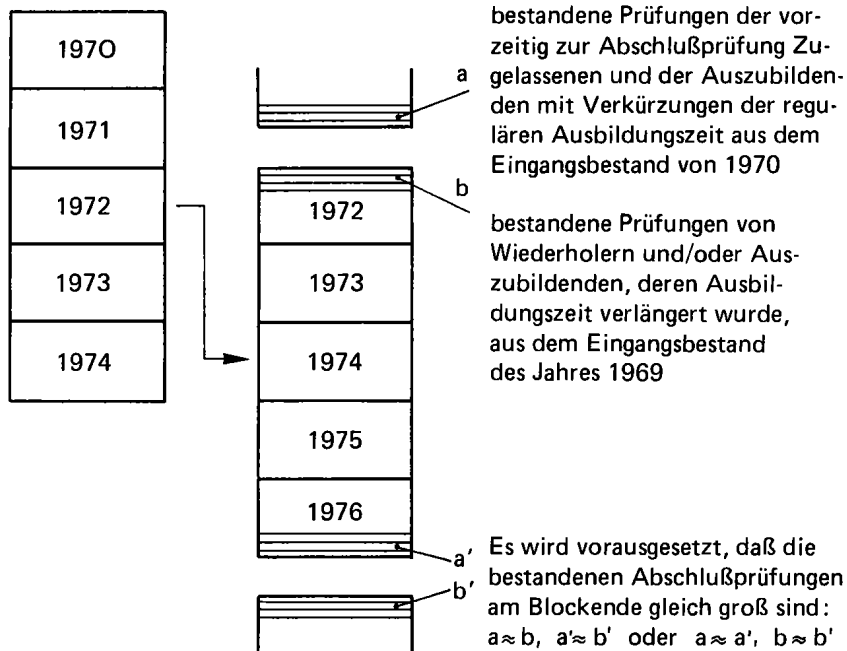 1970
1971
1972
1973
1974
a
b
1972
1973
1974
1975
1976
a'
b'
bestandene Prüfungen der vor-
zeitig zur Abschlußprüfung Zu-
gelassenen und der Auszubilden-
den mit Verkürzungen der regu-
lären Ausbildungszeit aus dem
Eingangsbestand von 1970
bestandene Prüfungen von
Wiederholern und/oder Aus-
zubildenden, deren Ausbil-
dungszeit verlängert wurde,
aus dem Eingangsbestand
des Jahres 1969
Es wird vorausgesetzt, daß die
bestandenen Abschlußprüfungen
am Blockende gleich groß sind:
a≈b, a'≈b' oder a≈a', b≈b'